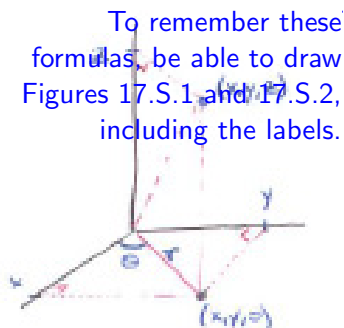 To remember these
formulas, be able to draw
Figures 17.S.1 and 17.S.2,
including the labels.
y
x
θ
r